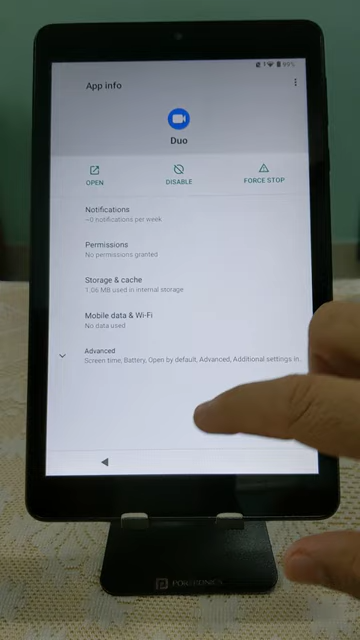 App info
Duo
OPEN
DISABLE
FORCE STOP
Notifications
~0 notifications per week
Permissions
No permissions granted
Storage & cache
1.06 MB used in internal storage
Mobile data & Wi-Fi
No data used
Advanced
Screen time, Battery, Open by default, Advanced, Additional settings in..
PORTRONICS